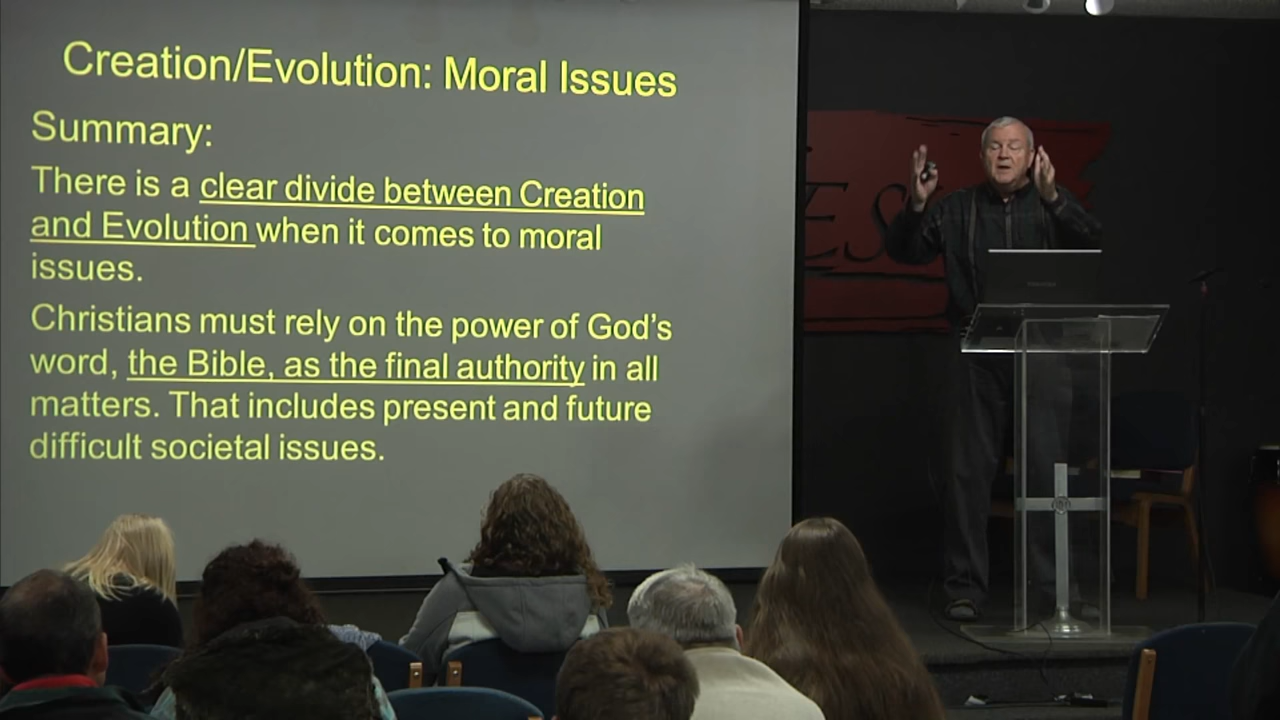 Creation/Evolution: Moral Issues
Summary:
There is a clear divide between Creation
and Evolution when it comes to moral
issues.
Christians must rely on the power of God's
word, the Bible, as the final authority in all
matters. That includes present and future
difficult societal issues.